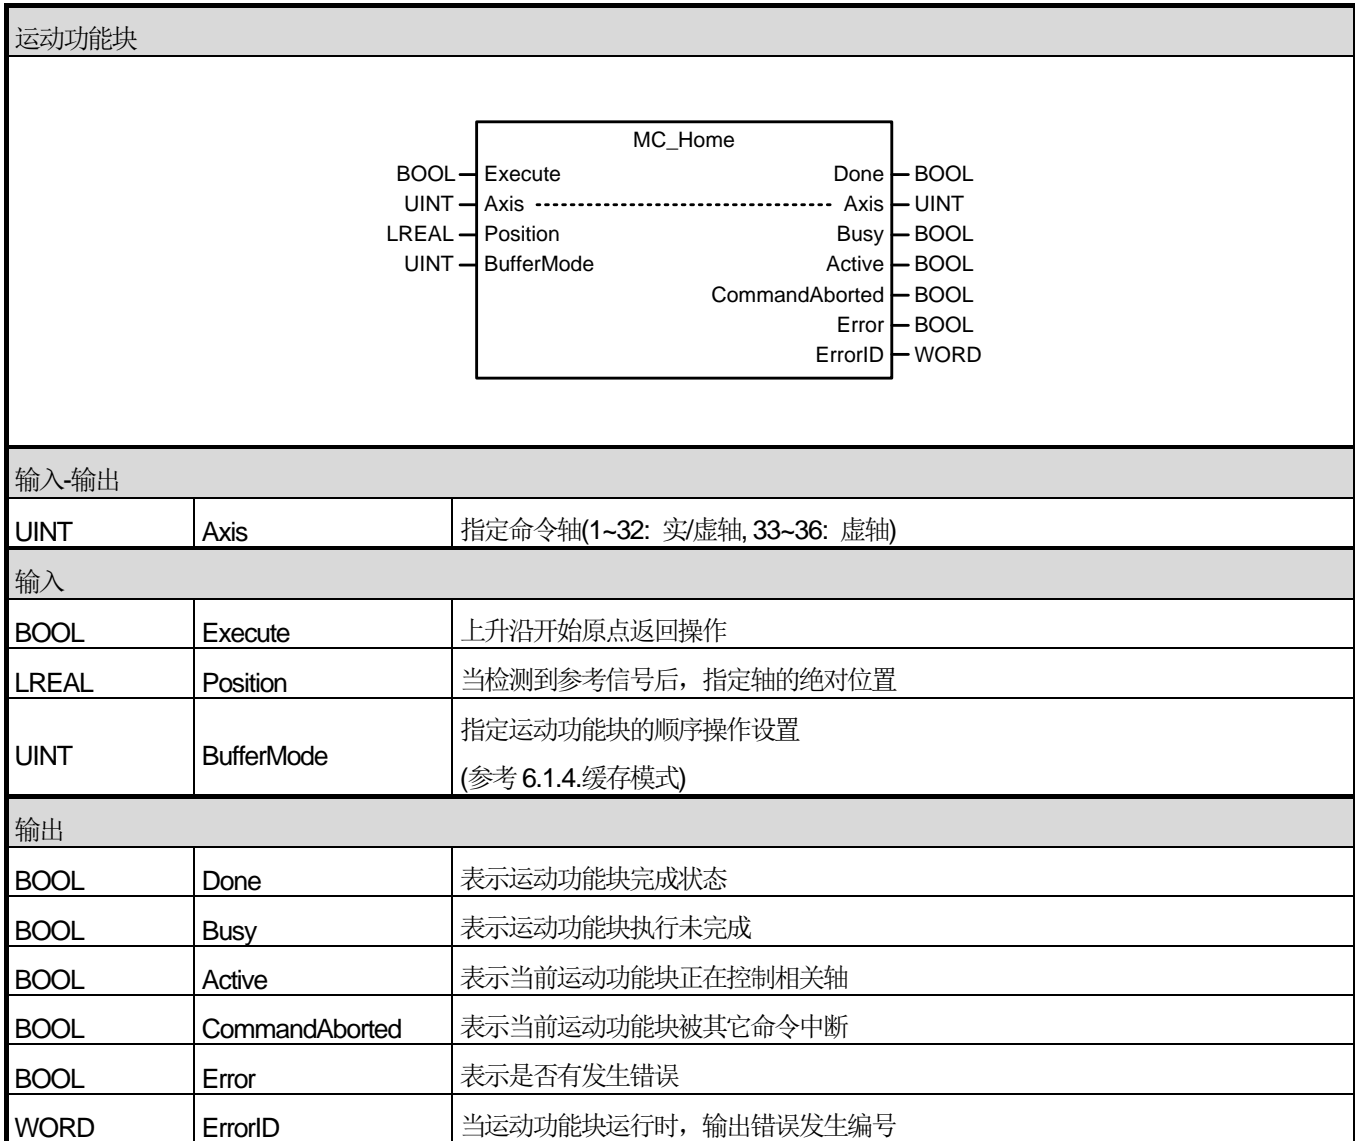 运动功能块
MC_Home
BOOL Execute Done BOOL
UINT Axis Axis UINT
LREAL Position Busy BOOL
UINT BufferMode Active BOOL
CommandAborted BOOL
Error BOOL
ErrorID WORD
输入-输出
UINT Axis 指定命令轴(1~32: 实/虚轴, 33~36: 虚轴)
输入
BOOL Execute 上升沿开始原点返回操作
LREAL Position 当检测到参考信号后，指定轴的绝对位置
UINT BufferMode 指定运动功能块的顺序操作设置
(参考 6.1.4.缓存模式)
输出
BOOL Done 表示运动功能块完成状态
BOOL Busy 表示运动功能块执行未完成
BOOL Active 表示当前运动功能块正在控制相关轴
BOOL CommandAborted 表示当前运动功能块被其它命令中断
BOOL Error 表示是否有发生错误
WORD ErrorID 当运动功能块运行时，输出错误发生编号